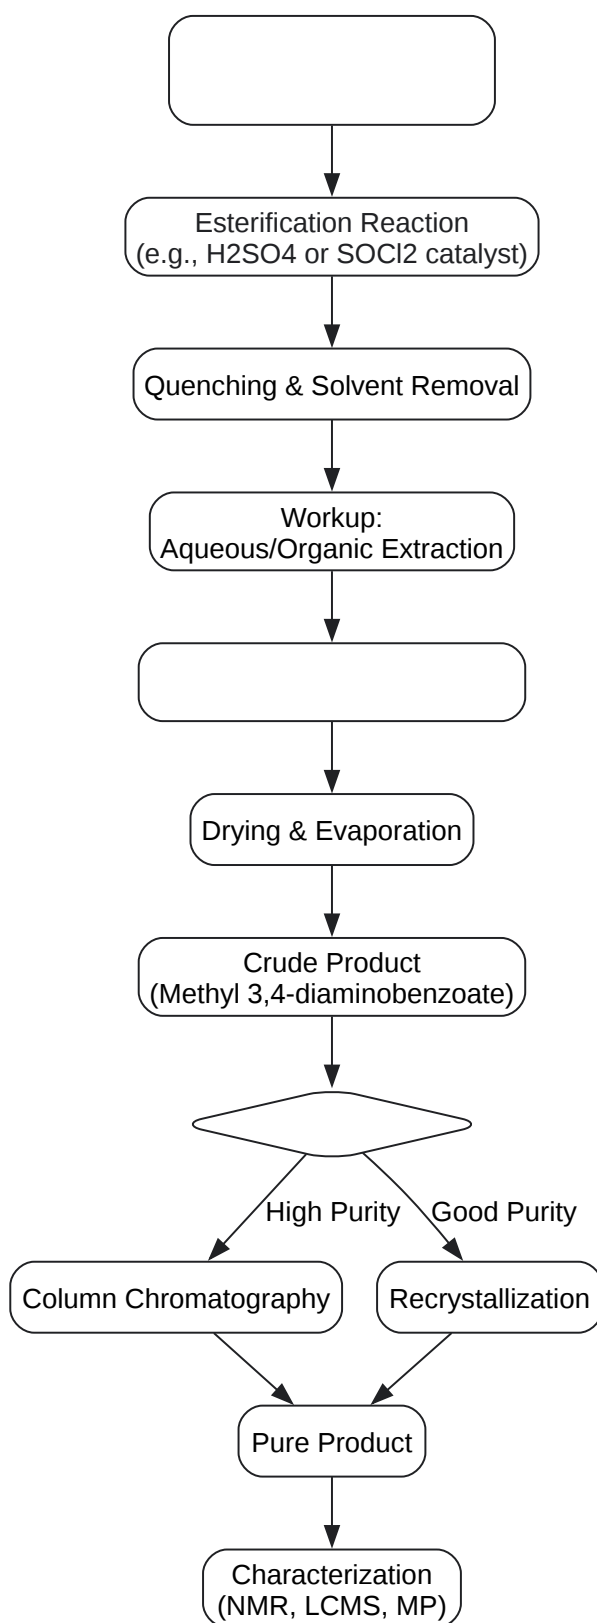 Esterification Reaction
(e.g., H2SO4 or SOCl2 catalyst)
Quenching & Solvent Removal
Workup:
Aqueous/Organic Extraction
Drying & Evaporation
Crude Product
(Methyl 3,4-diaminobenzoate)
High Purity
Good Purity
Column Chromatography
Recrystallization
Pure Product
Characterization
(NMR, LCMS, MP)